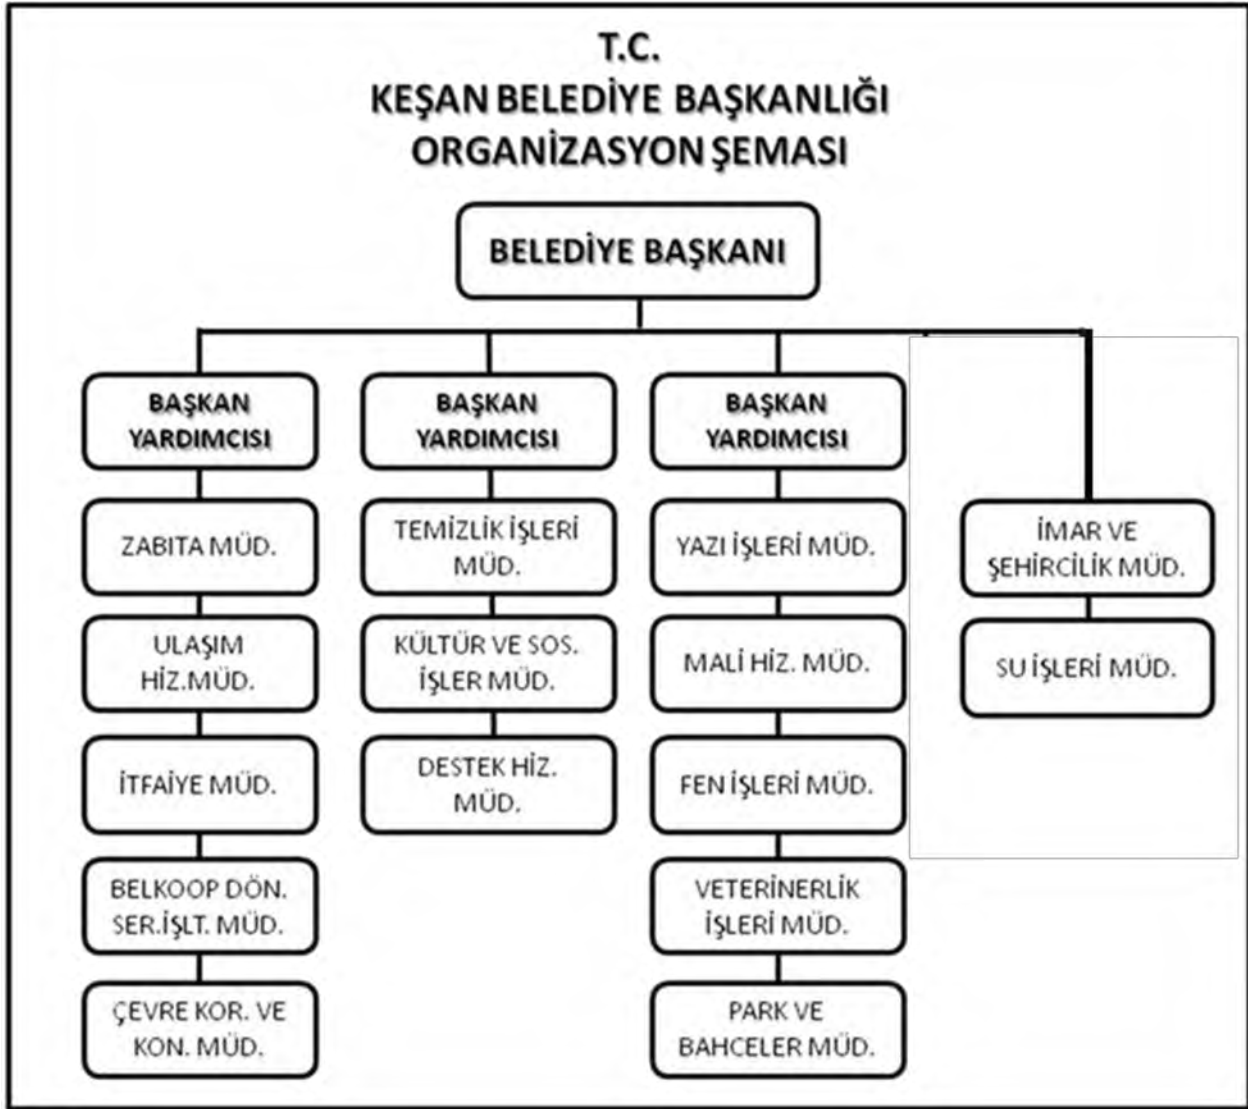 T.C.
KEŞAN BELEDİYE BAŞKANLIĞI
ORGANİZASYON ŞEMASI
BELEDİYE BAŞKANI
BAŞKAN
YARDIMCISI
ZABITA MÜD.
ULAŞIM
HİZ.MÜD.
İTFAİYE MÜD.
BELKOOP DÖN.
SER.İŞLT. MÜD.
ÇEVRE KOR. VE
KON. MÜD.
BAŞKAN
YARDIMCISI
TEMİZLİK İŞLERİ
MÜD.
KÜLTÜR VE SOS.
İŞLER MÜD.
DESTEK HİZ.
MÜD.
BAŞKAN
YARDIMCISI
YAZI İŞLERİ MÜD.
MALİ HİZ. MÜD.
FEN İŞLERİ MÜD.
VETERİNERLİK
İŞLERİ MÜD.
PARK VE
BAHCELER MÜD.
İMAR VE
ŞEHİRCİLİK MÜD.
SU İŞLERİ MÜD.